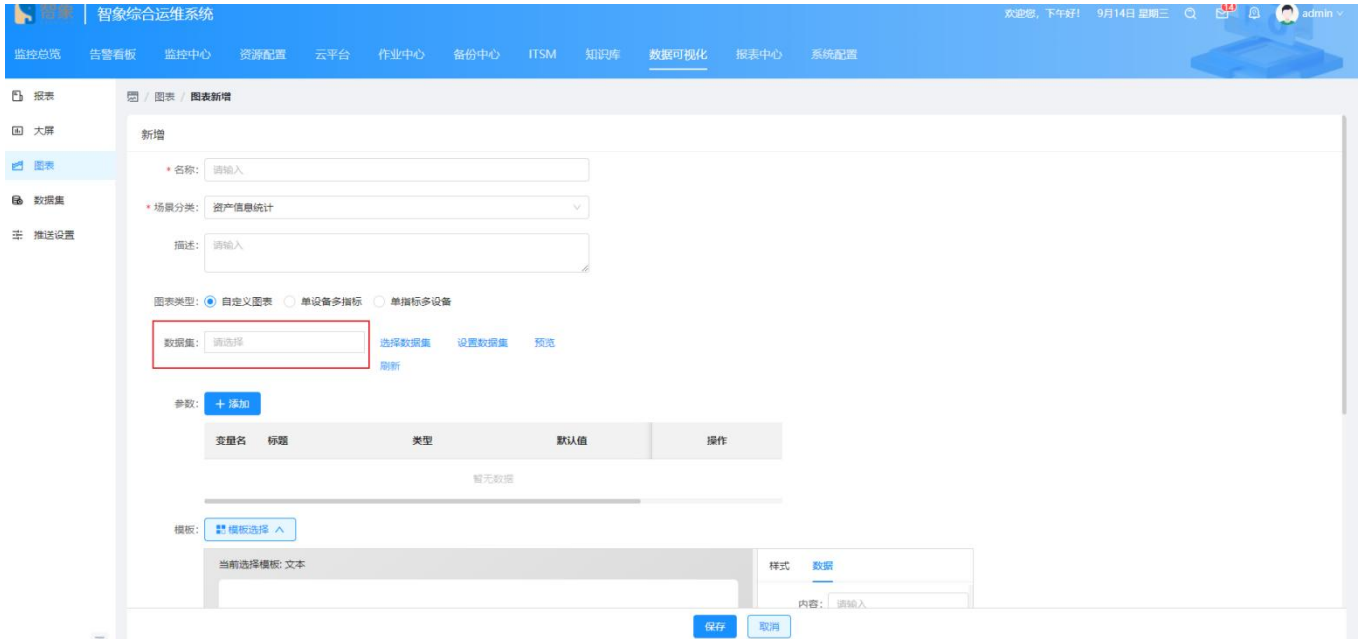 智象 智象综合运维系统 欢迎您，下午好! 9月14日 星期三 14 admin
监控总览 告警看板 监控中心 资源配置 云平台 作业中心 备份中心 ITSM 知识库 数据可视化 报表中心 系统配置
报表
大屏
图表
数据集
推送设置
/ 图表 / 图表新增
新增
* 名称: 请输入
* 场景分类: 资产信息统计
描述: 请输入
图表类型: 自定义图表 单设备多指标 单指标多设备
数据集: 请选择 选择数据集 设置数据集 预览
刷新
参数: + 添加
变量名 标题 类型 默认值 操作
暂无数据
模板: 模板选择
当前选择模板: 文本 样式 数据
内容: 请输入
保存 取消